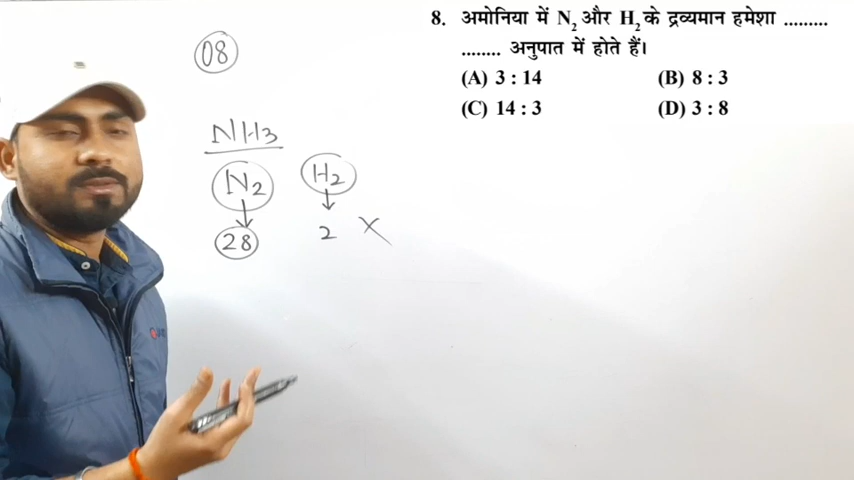 8. अमोनिया में N₂ और H₂ के द्रव्यमान हमेशा .........
........ अनुपात में होते हैं।
(A) 3 : 14 (B) 8 : 3
(C) 14 : 3 (D) 3 : 8
08
NH3
N2 H2
28 2 ×